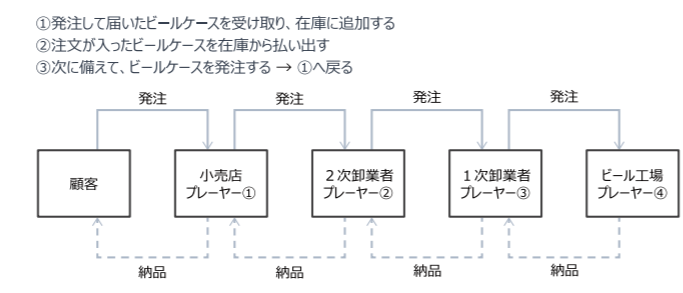 ①発注して届いたビールケースを受け取り、在庫に追加する
②注文が入ったビールケースを在庫から払い出す
③次に備えて、ビールケースを発注する → ①へ戻る
発注
発注
発注
発注
顧客
小売店
プレーヤー①
２次卸業者
プレーヤー②
１次卸業者
プレーヤー③
ビール工場
プレーヤー④
納品
納品
納品
納品